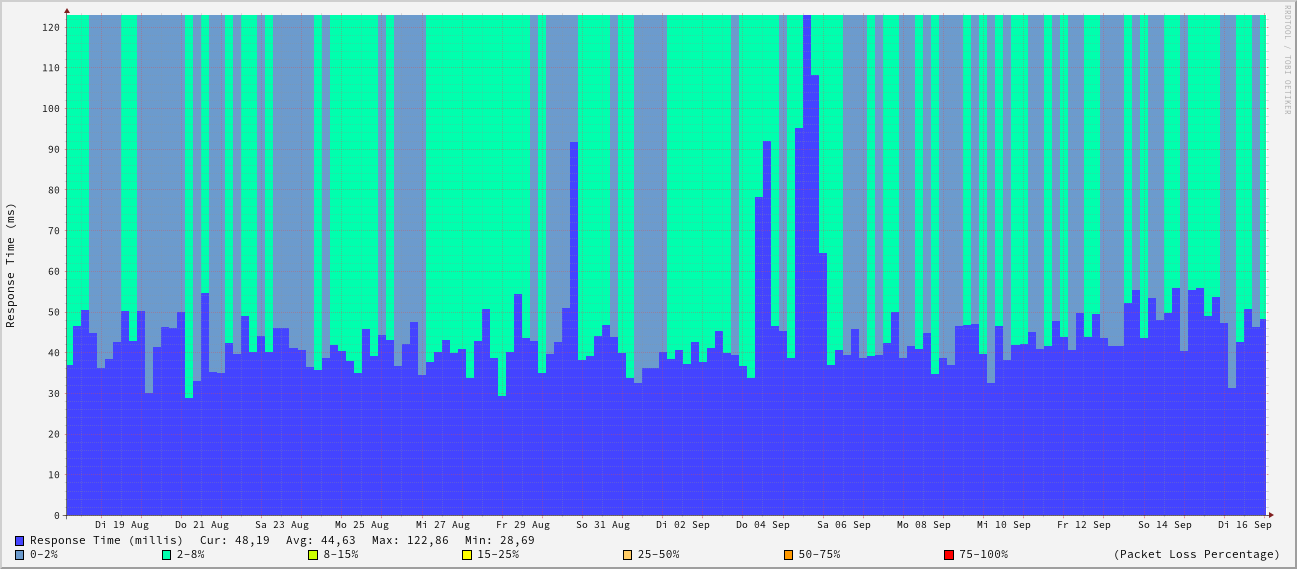 RRDTOOL / TOBI OETIKER
Response Time (ms)
120
110
100
90
80
70
60
50
40
30
20
10
0
Di 19 Aug Do 21 Aug Sa 23 Aug Mo 25 Aug Mi 27 Aug Fr 29 Aug So 31 Aug Di 02 Sep Do 04 Sep Sa 06 Sep Mo 08 Sep Mi 10 Sep Fr 12 Sep So 14 Sep Di 16 Sep
Response Time (millis) Cur: 48,19 Avg: 44,63 Max: 122,86 Min: 28,69
0-2% 2-8% 8-15% 15-25% 25-50% 50-75% 75-100% (Packet Loss Percentage)